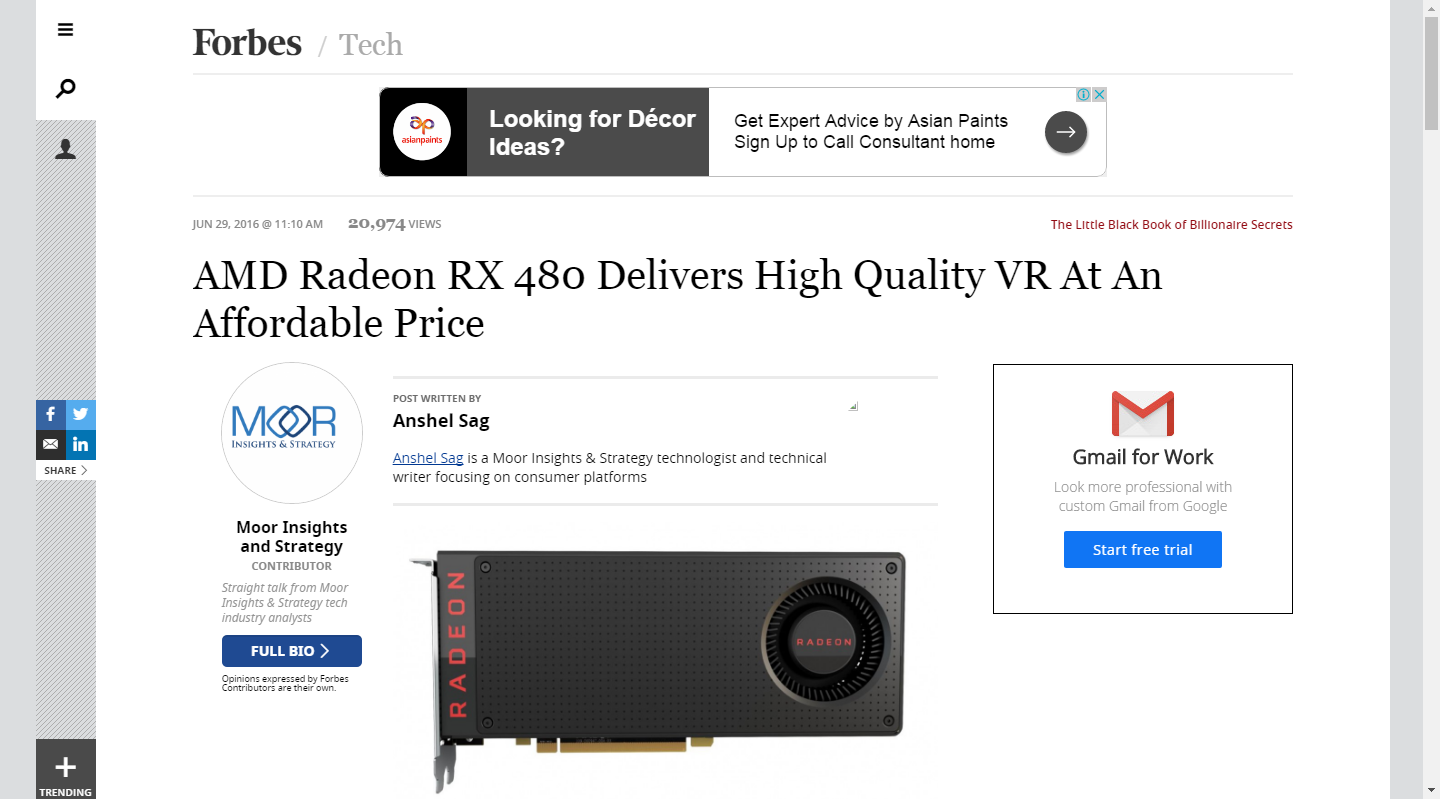 Forbes / Tech
asianpaints
Looking for Décor
Ideas?
Get Expert Advice by Asian Paints
Sign Up to Call Consultant home
JUN 29, 2016 @ 11:10 AM 20,974 VIEWS
The Little Black Book of Billionaire Secrets
AMD Radeon RX 480 Delivers High Quality VR At An
Affordable Price
MOOR
INSIGHTS & STRATEGY
Moor Insights
and Strategy
CONTRIBUTOR
Straight talk from Moor
Insights & Strategy tech
industry analysts
FULL BIO
Opinions expressed by Forbes
Contributors are their own.
POST WRITTEN BY
Anshel Sag
Anshel Sag is a Moor Insights & Strategy technologist and technical
writer focusing on consumer platforms
RADEON
RADEON
Gmail for Work
Look more professional with
custom Gmail from Google
Start free trial
SHARE
TRENDING